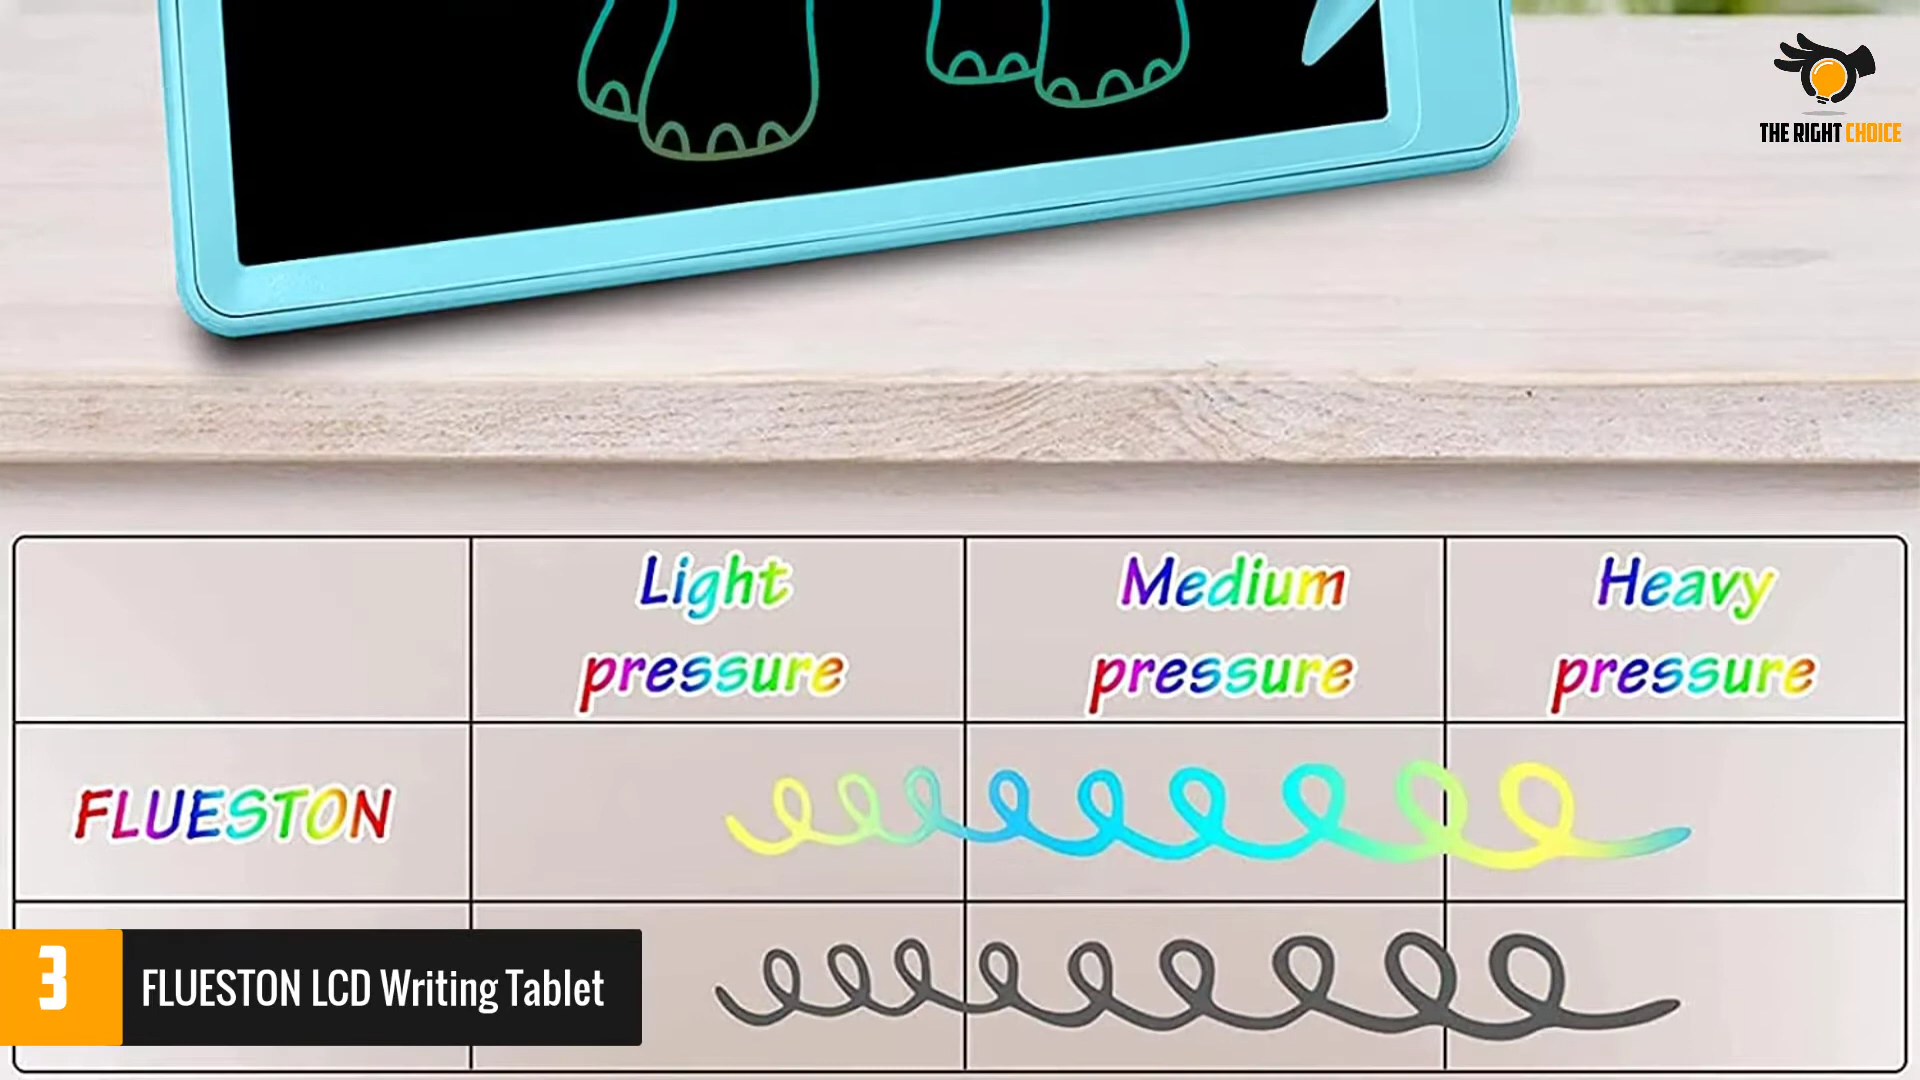 THE RIGHT CHOICE
Light
pressure
Medium
pressure
Heavy
pressure
FLUESTON
3
FLUESTON LCD Writing Tablet